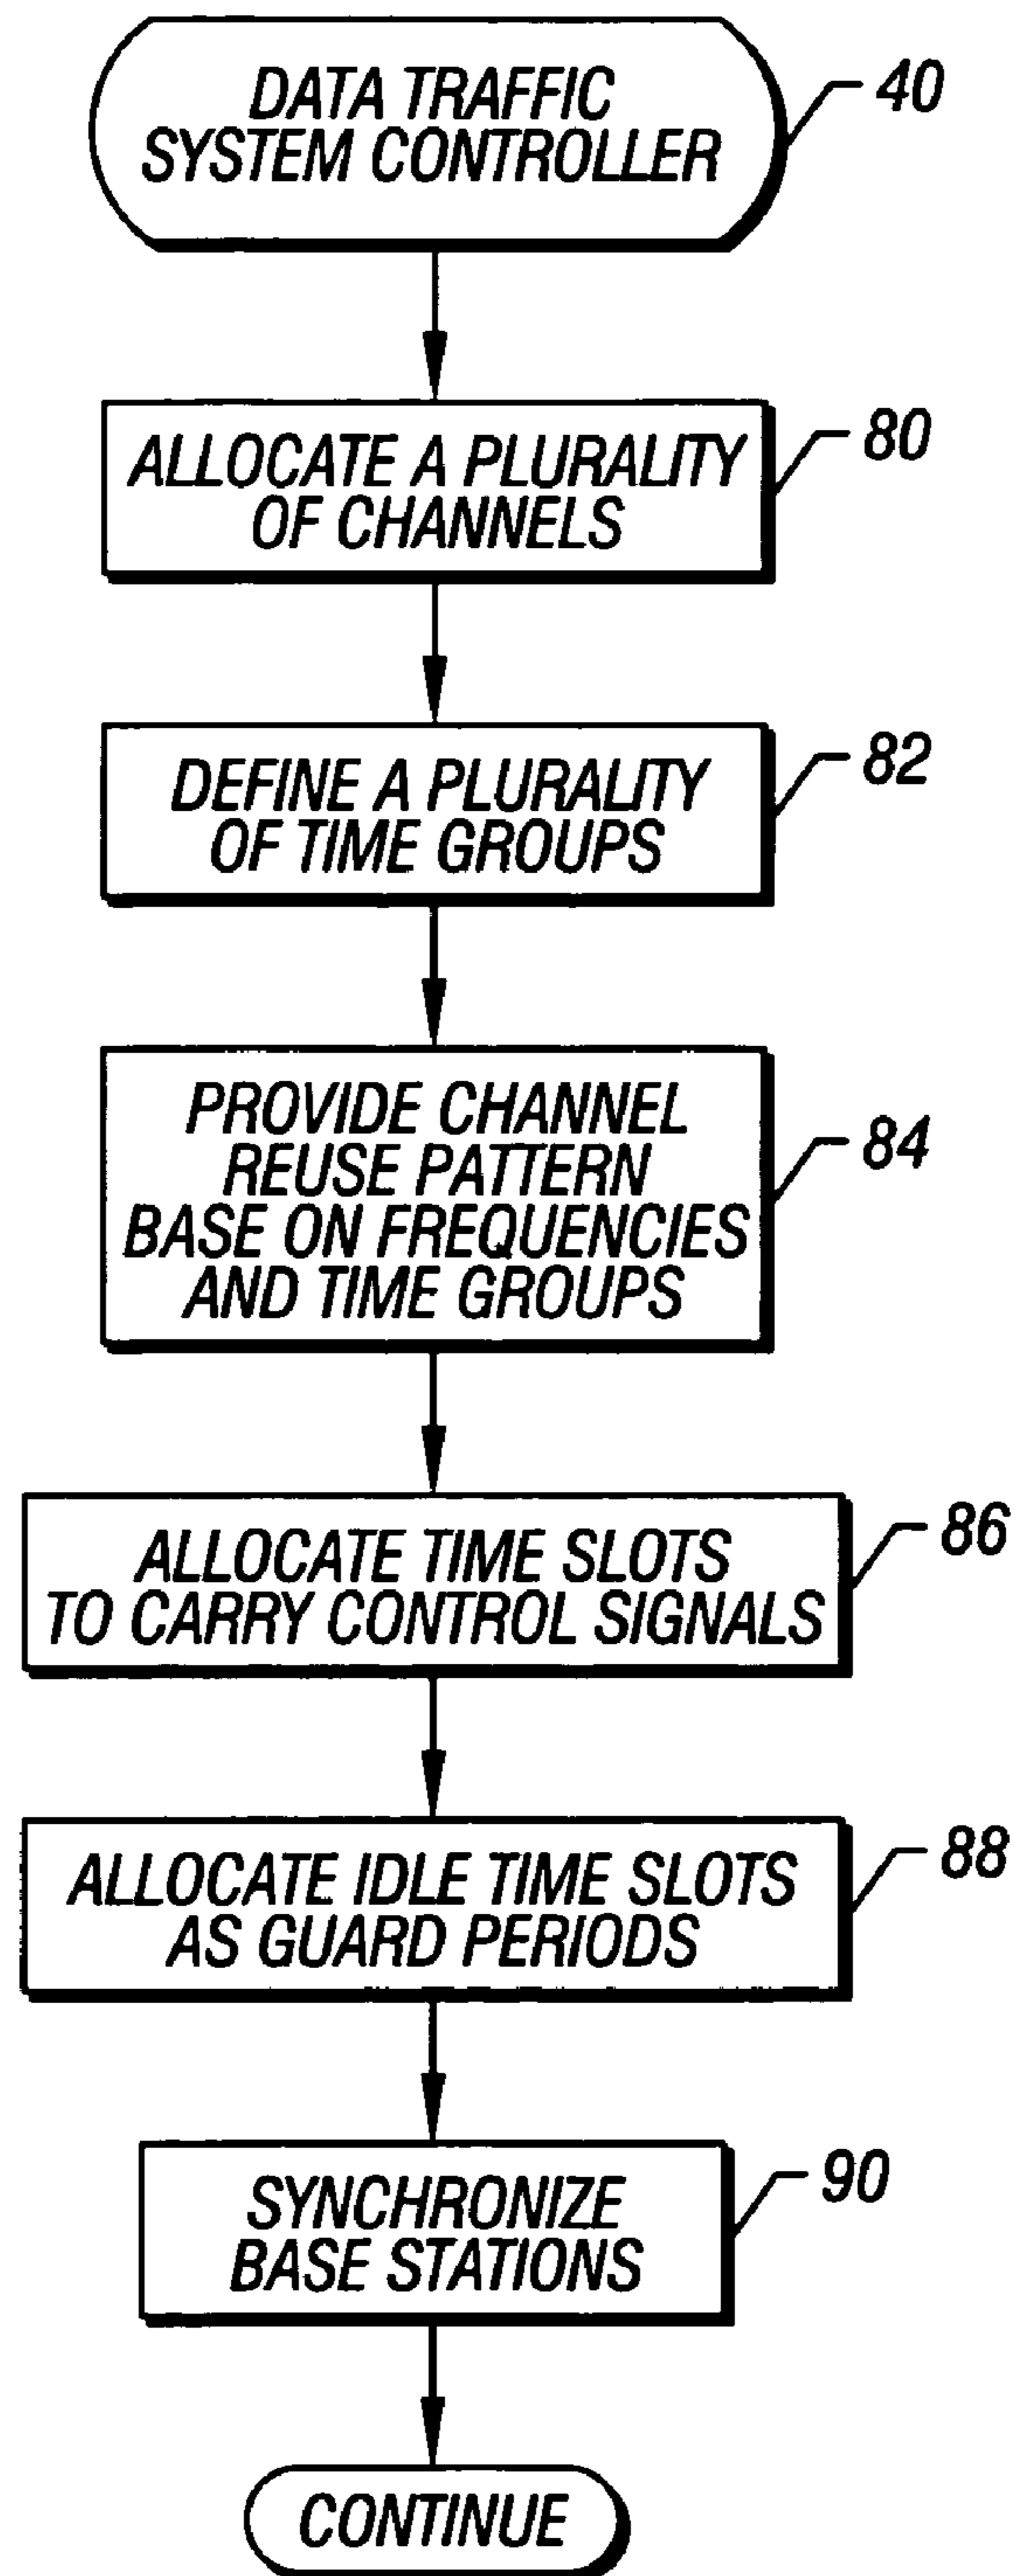 DATA TRAFFIC
SYSTEM CONTROLLER
40
ALLOCATE A PLURALITY
OF CHANNELS
80
DEFINE A PLURALITY
OF TIME GROUPS
82
PROVIDE CHANNEL
REUSE PATTERN
BASE ON FREQUENCIES
AND TIME GROUPS
84
ALLOCATE TIME SLOTS
TO CARRY CONTROL SIGNALS
86
ALLOCATE IDLE TIME SLOTS
AS GUARD PERIODS
88
SYNCHRONIZE
BASE STATIONS
90
CONTINUE